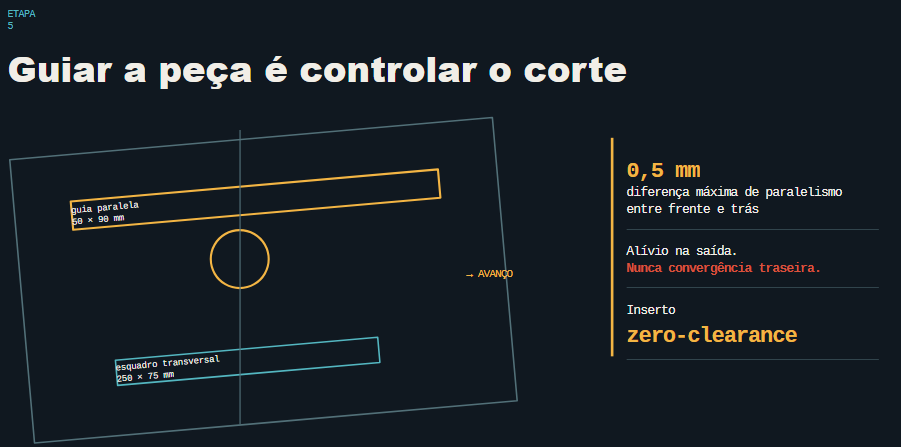 ETAPA
5
Guiar a peça é controlar o corte
guia paralela
50 × 90 mm
→ AVANÇO
esquadro transversal
250 × 75 mm
0,5 mm
diferença máxima de paralelismo
entre frente e trás
Alívio na saída.
Nunca convergência traseira.
Inserto
zero-clearance